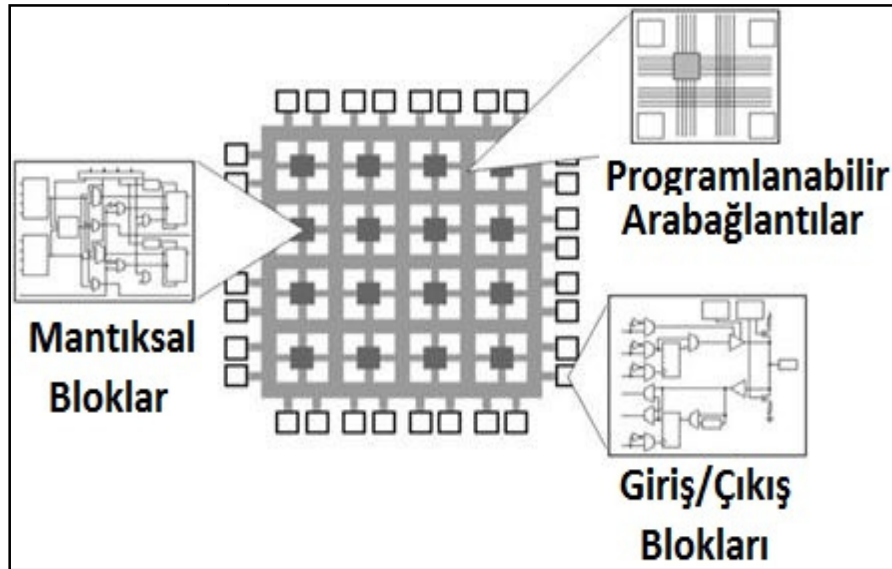 Programlanabilir
Arabağlantılar
Mantıksal
Bloklar
Giriş/Çıkış
Blokları